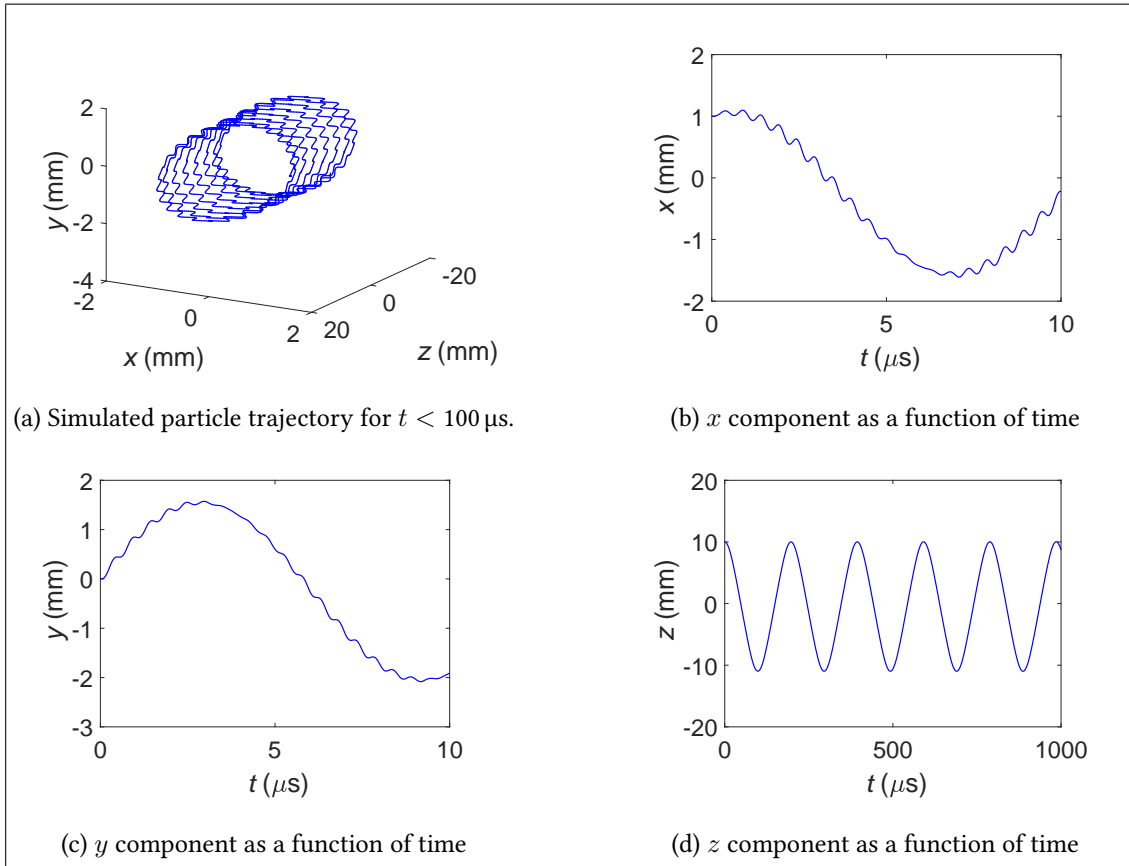 2
0
-2
-4
-2
0
2
20
0
-20
y (mm)
x (mm)
z (mm)
(a) Simulated particle trajectory for t < 100 µs.
2
1
0
-1
-2
0
5
10
x (mm)
t (μs)
(b) x component as a function of time
2
1
0
-1
-2
-3
0
5
10
y (mm)
t (μs)
(c) y component as a function of time
20
10
0
-10
-20
0
500
1000
z (mm)
t (μs)
(d) z component as a function of time